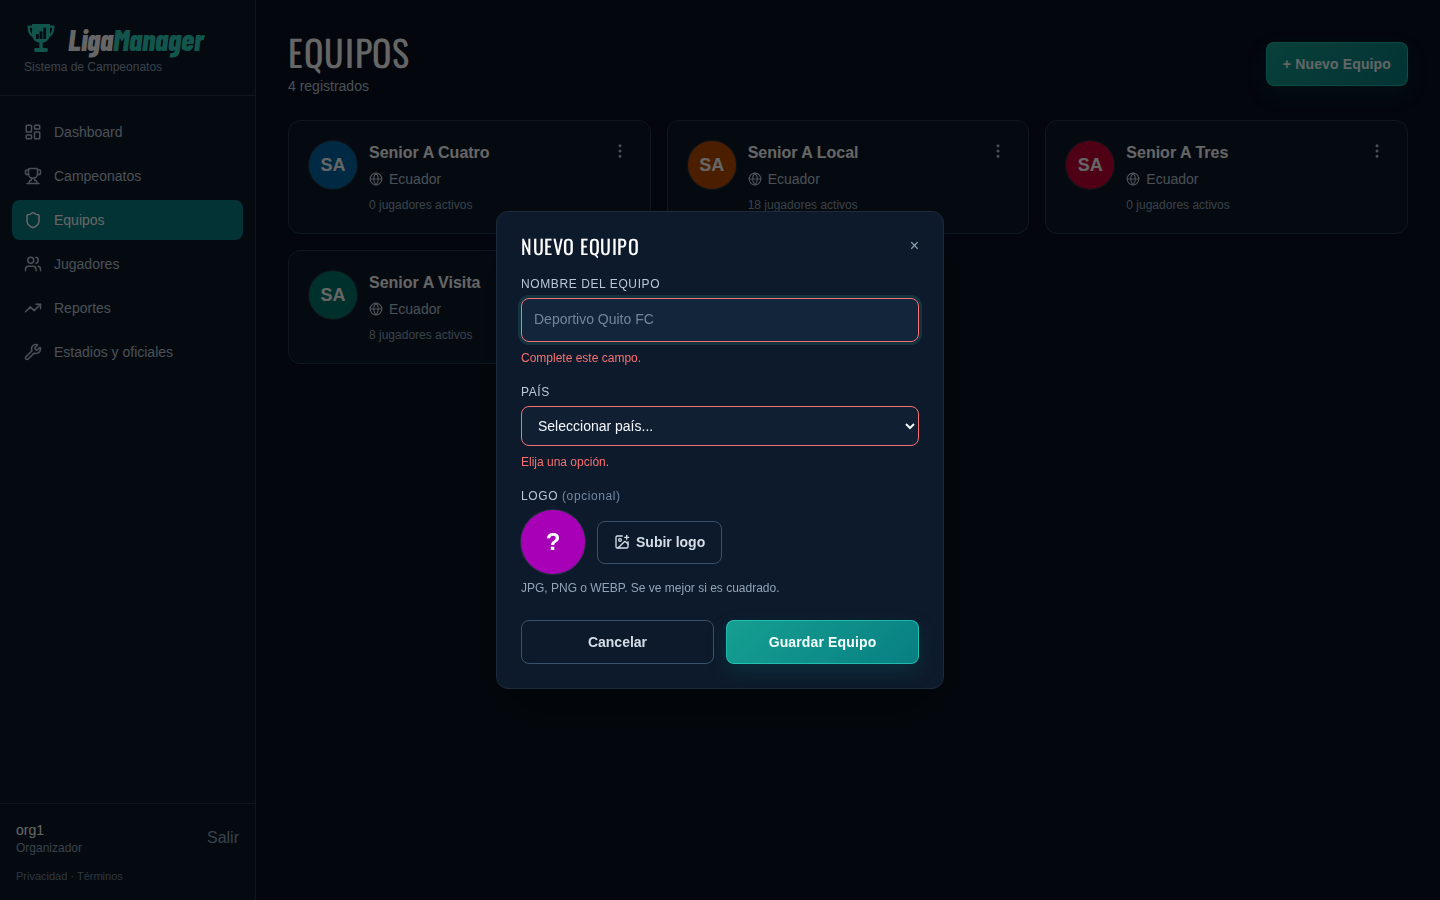 LigaManager
Sistema de Campeonatos
Dashboard
Campeonatos
Equipos
Jugadores
Reportes
Estadios y oficiales
org1
Organizador
Salir
Privacidad · Términos
EQUIPOS
4 registrados
+ Nuevo Equipo
SA
Senior A Cuatro
Ecuador
0 jugadores activos
SA
Senior A Local
Ecuador
18 jugadores activos
SA
Senior A Tres
Ecuador
0 jugadores activos
SA
Senior A Visita
Ecuador
8 jugadores activos
NUEVO EQUIPO
×
NOMBRE DEL EQUIPO
Deportivo Quito FC
Complete este campo.
PAÍS
Seleccionar país...
Elija una opción.
LOGO (opcional)
?
Subir logo
JPG, PNG o WEBP. Se ve mejor si es cuadrado.
Cancelar
Guardar Equipo